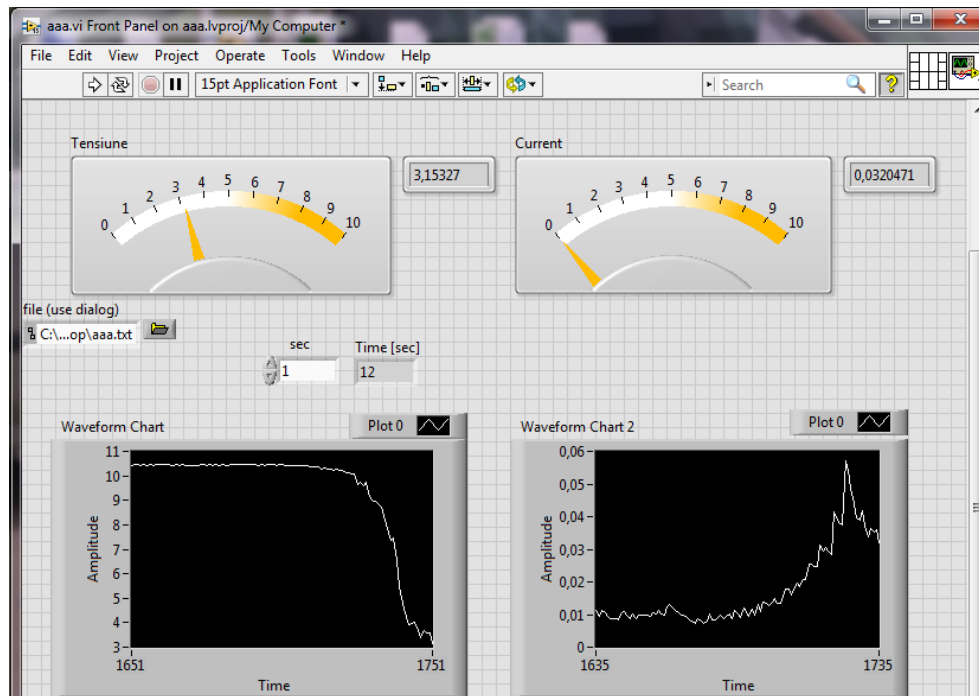 aaa.vi Front Panel on aaa.lvproj/My Computer *
File Edit View Project Operate Tools Window Help
15pt Application Font
Search
?
Tensiune
0 1 2 3 4 5 6 7 8 9 10
3,15327
Current
0 1 2 3 4 5 6 7 8 9 10
0,0320471
file (use dialog)
C:\...op\aaa.txt
sec
1
Time [sec]
12
Waveform Chart
Plot 0
Amplitude
11
10
9
8
7
6
5
4
3
1651 1751
Time
Waveform Chart 2
Plot 0
Amplitude
0,06
0,05
0,04
0,03
0,02
0,01
0
1635 1735
Time